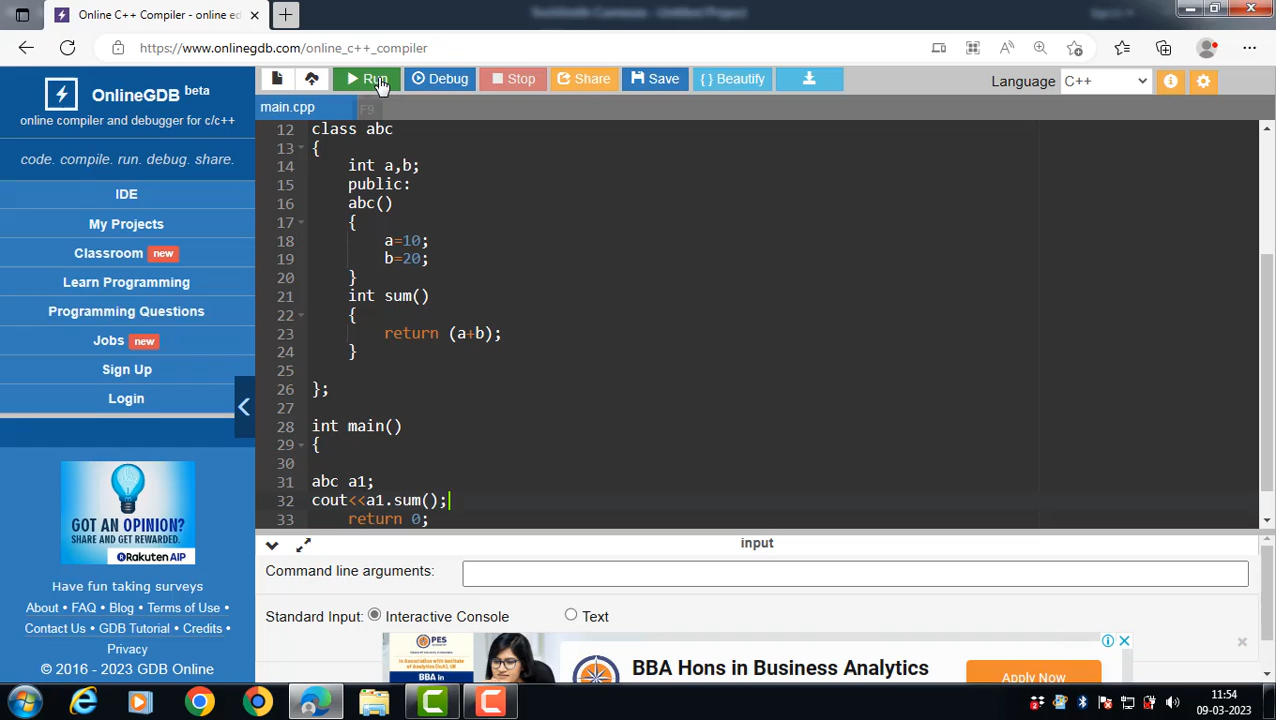 Online C++ Compiler - online ed
https://www.onlinegdb.com/online_c++_compiler
OnlineGDB beta
online compiler and debugger for c/c++
code. compile. run. debug. share.
IDE
My Projects
Classroom new
Learn Programming
Programming Questions
Jobs new
Sign Up
Login
GOT AN
OPINION?
SHARE AND GET REWARDED.
Rakuten AIP
Have fun taking surveys
About • FAQ • Blog • Terms of Use •
Contact Us • GDB Tutorial • Credits •
Privacy
© 2016 - 2023 GDB Online
Run Debug Stop Share Save { } Beautify
Language C++
main.cpp F9
12 class abc
13 {
14 int a,b;
15 public:
16 abc()
17 {
18 a=10;
19 b=20;
20 }
21 int sum()
22 {
23 return (a+b);
24 }
25
26 };
27
28 int main()
29 {
30
31 abc a1;
32 cout<<a1.sum();
33 return 0;
input
Command line arguments:
Standard Input: Interactive Console Text
PES
BBA in
BBA Hons in Business Analytics
Apply Now
11:54
09-03-2023